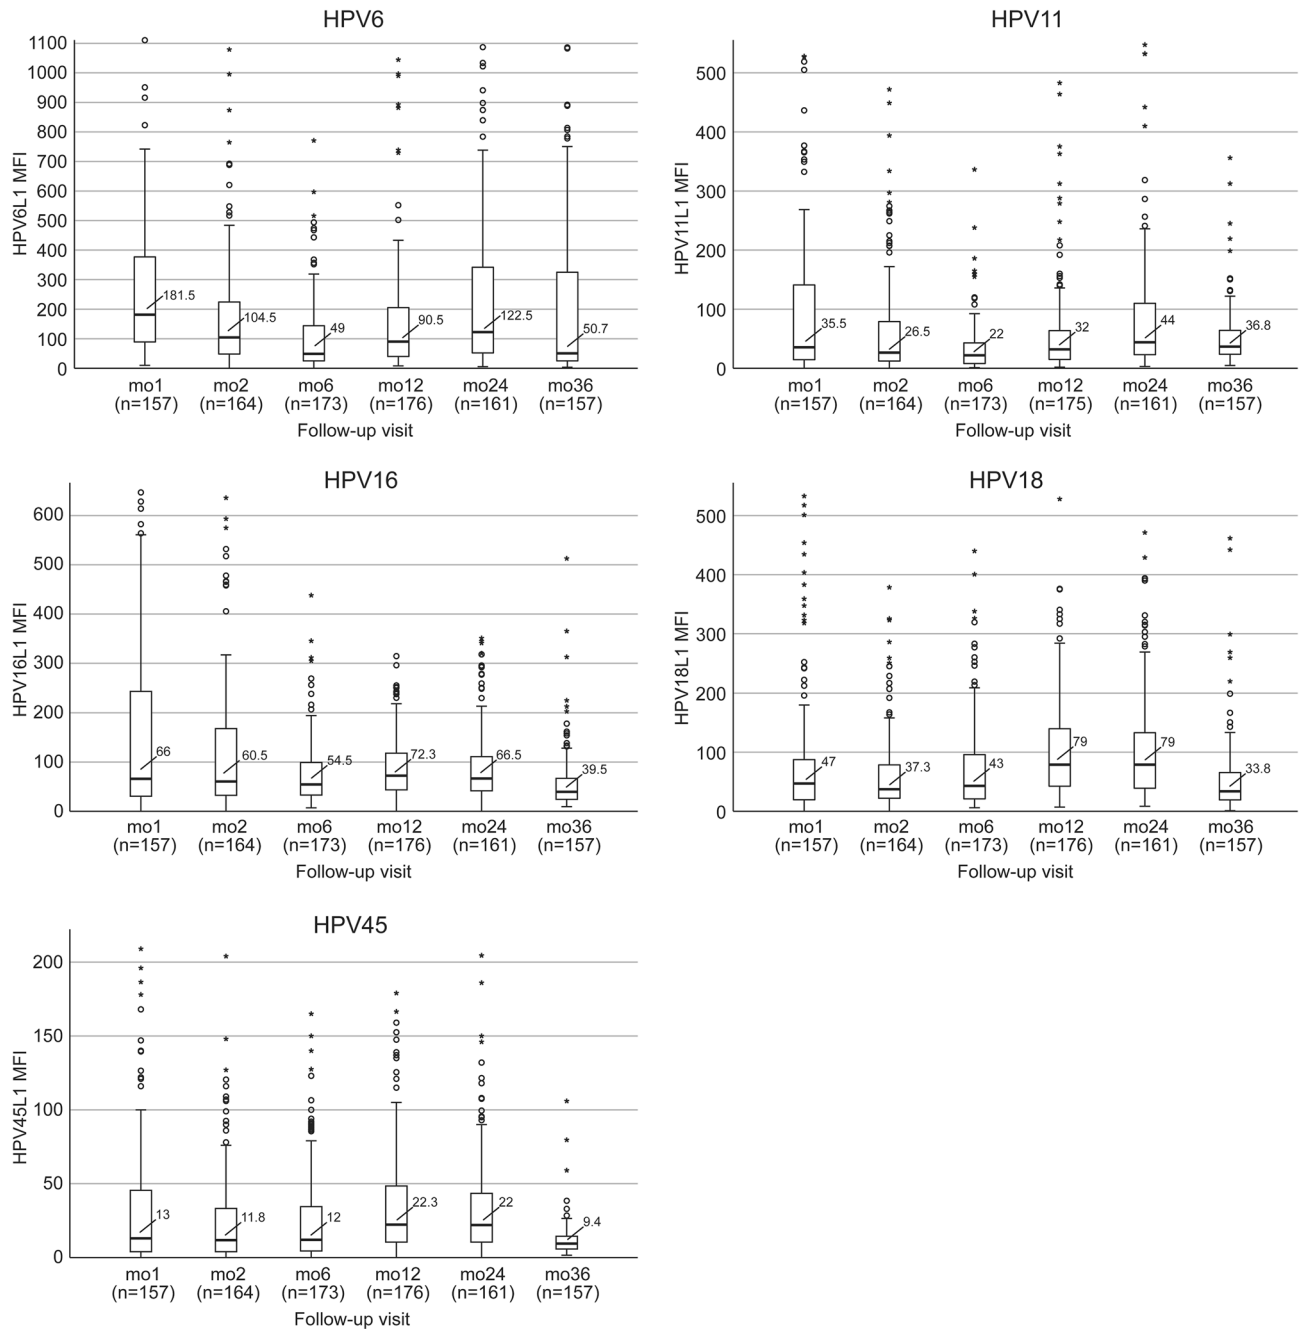 HPV6
HPV6L1 MFI
1100
1000
900
800
700
600
500
400
300
200
100
0
181.5
104.5
49
90.5
122.5
50.7
mo1 mo2 mo6 mo12 mo24 mo36
(n=157) (n=164) (n=173) (n=176) (n=161) (n=157)
Follow-up visit
HPV11
HPV11L1 MFI
500
400
300
200
100
0
35.5
26.5
22
32
44
36.8
mo1 mo2 mo6 mo12 mo24 mo36
(n=157) (n=164) (n=173) (n=175) (n=161) (n=157)
Follow-up visit
HPV16
HPV16L1 MFI
600
500
400
300
200
100
0
66
60.5
54.5
72.3
66.5
39.5
mo1 mo2 mo6 mo12 mo24 mo36
(n=157) (n=164) (n=173) (n=176) (n=161) (n=157)
Follow-up visit
HPV18
HPV18L1 MFI
500
400
300
200
100
0
47
37.3
43
79
79
33.8
mo1 mo2 mo6 mo12 mo24 mo36
(n=157) (n=164) (n=173) (n=176) (n=161) (n=157)
Follow-up visit
HPV45
HPV45L1 MFI
200
150
100
50
0
13
11.8
12
22.3
22
9.4
mo1 mo2 mo6 mo12 mo24 mo36
(n=157) (n=164) (n=173) (n=176) (n=161) (n=157)
Follow-up visit